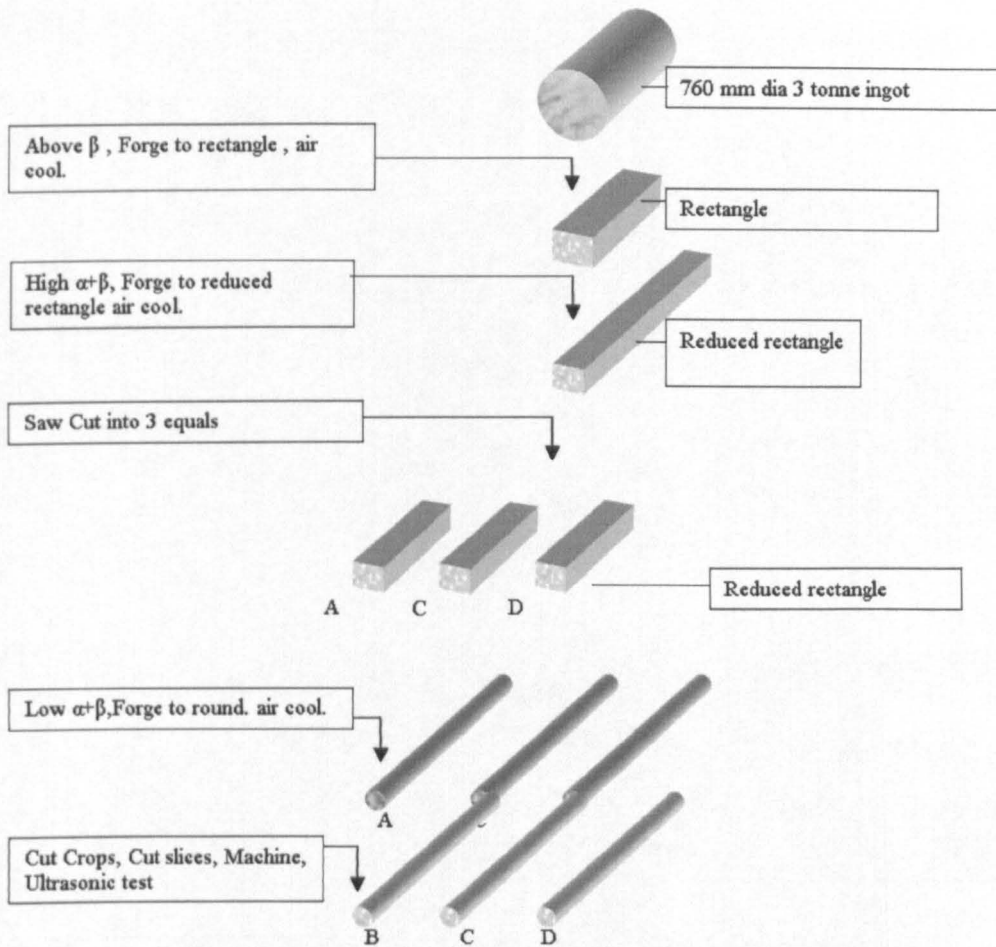 760 mm dia 3 tonne ingot
Above β , Forge to rectangle , air
cool.
Rectangle
High α+β, Forge to reduced
rectangle air cool.
Reduced rectangle
Saw Cut into 3 equals
A C D
Reduced rectangle
Low α+β,Forge to round. air cool.
A
Cut Crops, Cut slices, Machine,
Ultrasonic test
B C D